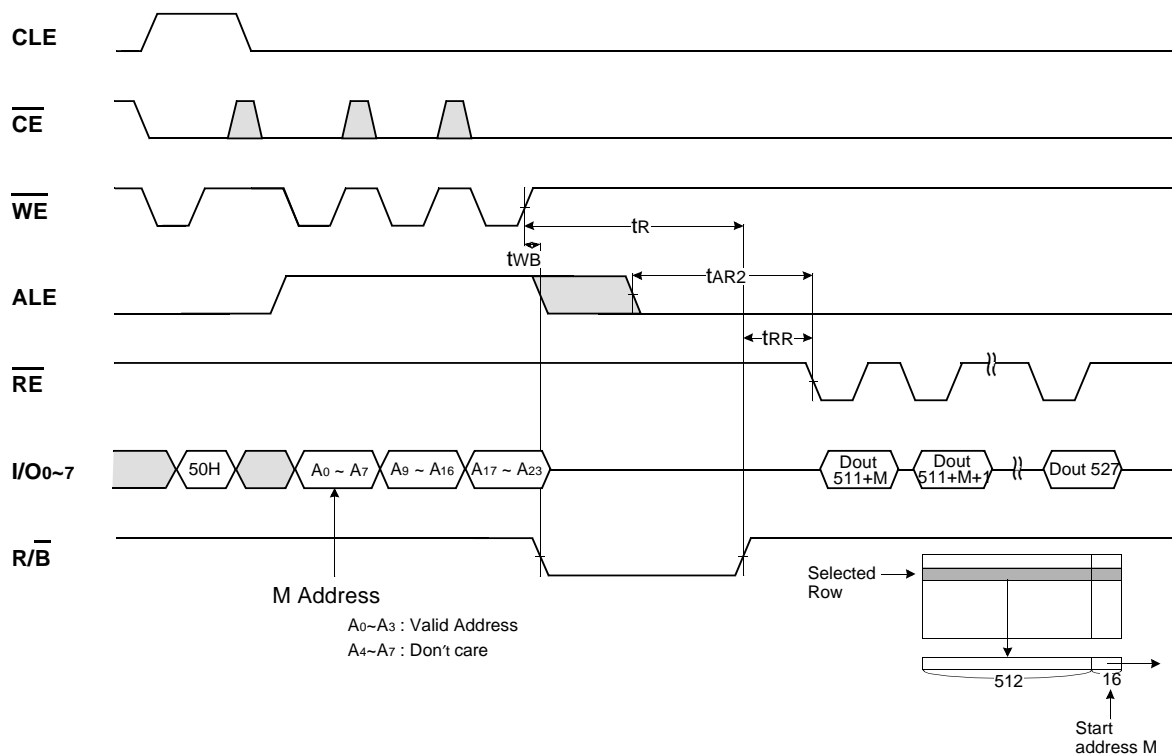 CLE
CE
WE
tR
tWB
ALE
tAR2
tRR
RE
I/O0~7
50H
A0 ~ A7
A9 ~ A16
A17 ~ A23
Dout
511+M
Dout
511+M+1
Dout 527
R/B
M Address
A0~A3 : Valid Address
A4~A7 : Don't care
Selected
Row
512
16
Start
address M